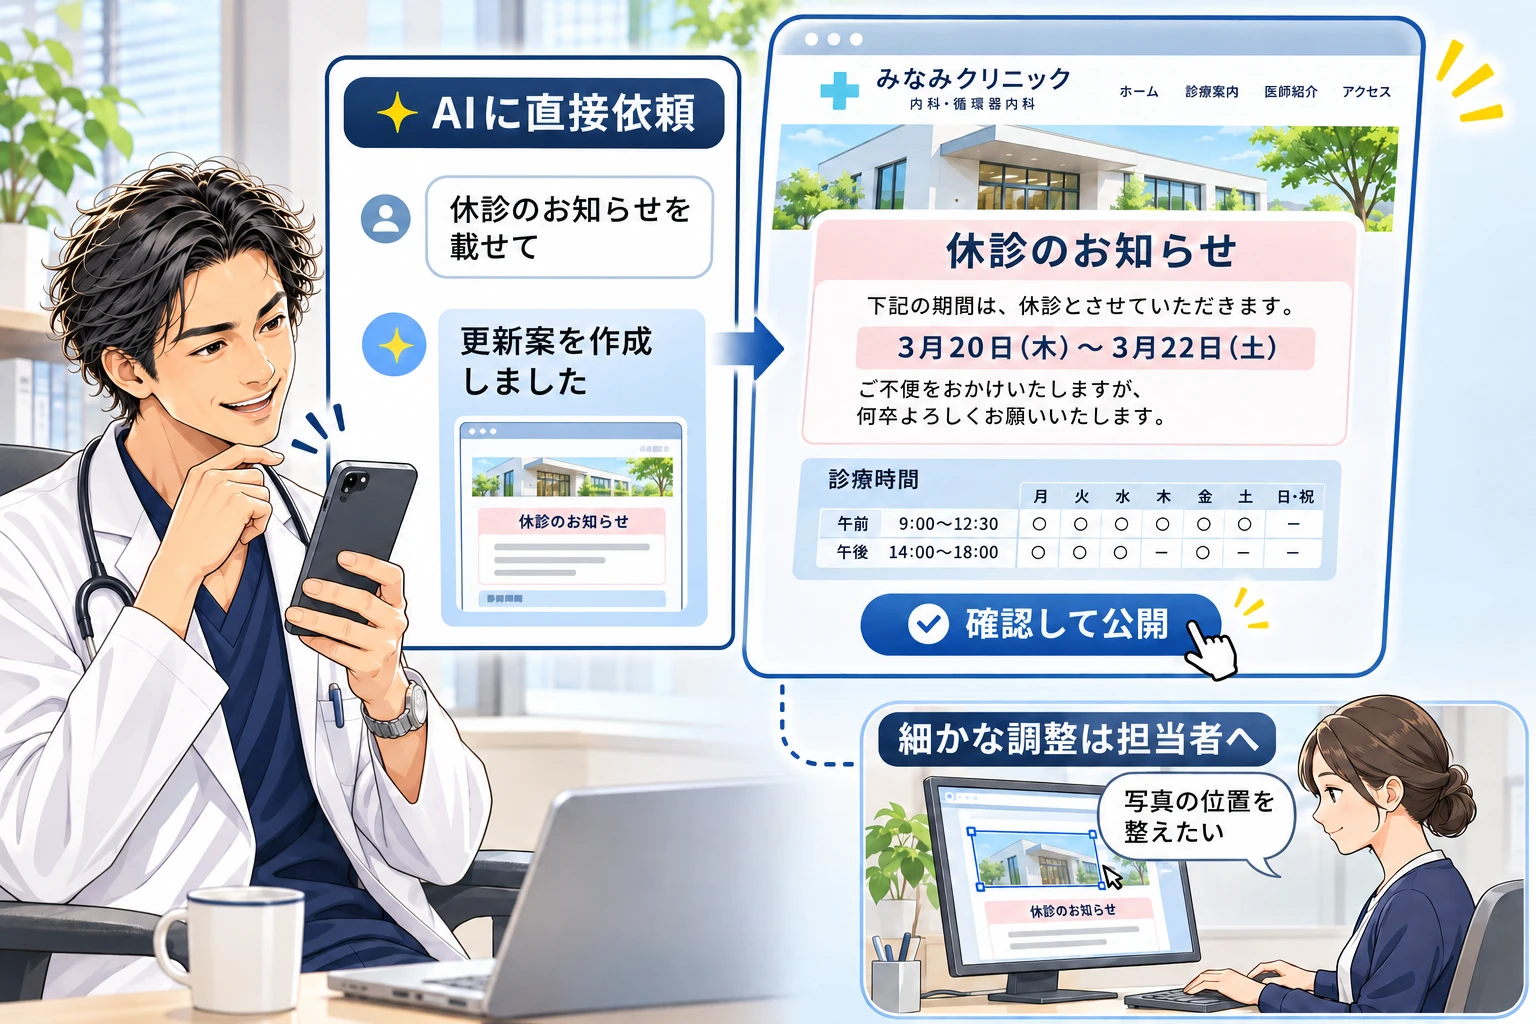 AIに直接依頼
休診のお知らせを
載せて
更新案を作成
しました
休診のお知らせ
みなみクリニック
内科・循環器内科
ホーム 診療案内 医師紹介 アクセス
休診のお知らせ
下記の期間は、休診とさせていただきます。
3月20日(木)～3月22日(土)
ご不便をおかけいたしますが、
何卒よろしくお願いいたします。
診療時間
月 火 水 木 金 土 日・祝
午前 9:00～12:30 ○ ○ ○ ○ ○ ○ －
午後 14:00～18:00 ○ ○ ○ － ○ － －
確認して公開
細かな調整は担当者へ
写真の位置を
整えたい
休診のお知らせ